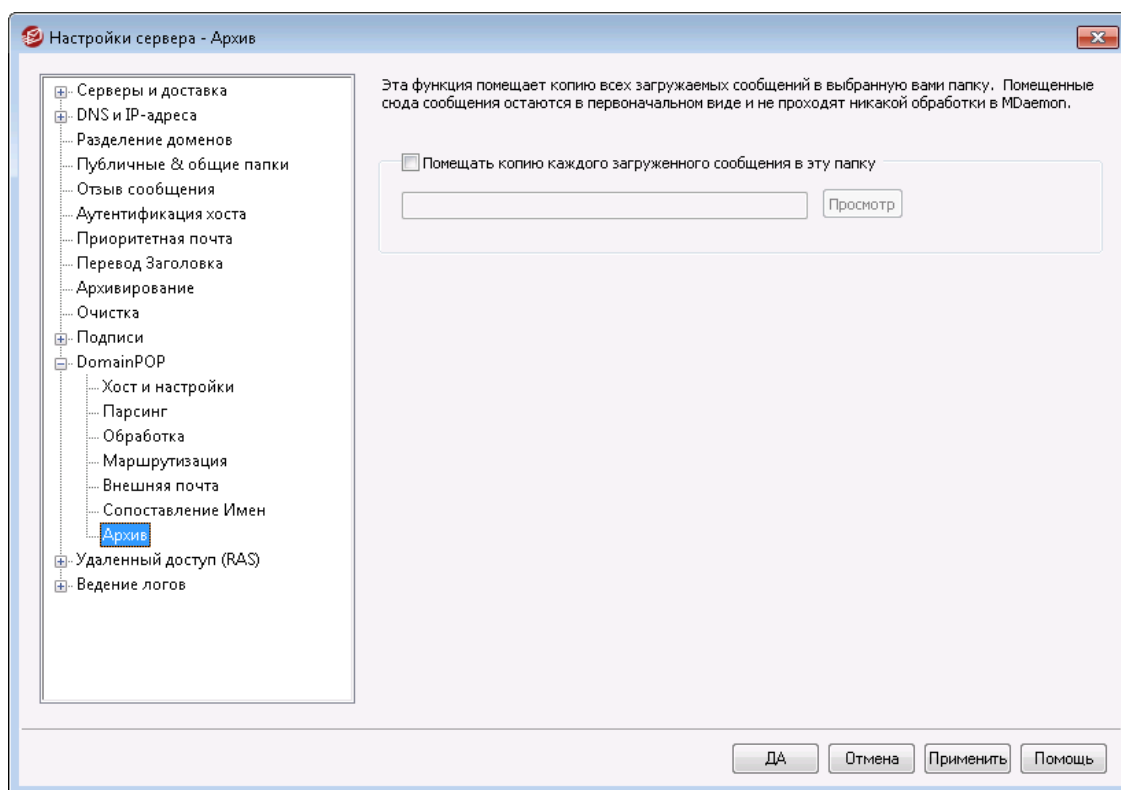 Настройки сервера - Архив
Серверы и доставка
DNS и IP-адреса
Разделение доменов
Публичные & общие папки
Отзыв сообщения
Аутентификация хоста
Приоритетная почта
Перевод Заголовка
Архивирование
Очистка
Подписи
DomainPOP
Хост и настройки
Парсинг
Обработка
Маршрутизация
Внешняя почта
Сопоставление Имен
Архив
Удаленный доступ (RAS)
Ведение логов
Эта функция помещает копию всех загружаемых сообщений в выбранную вами папку. Помещенные
сюда сообщения остаются в первоначальном виде и не проходят никакой обработки в MDaemon.
Помещать копию каждого загруженного сообщения в эту папку
Просмотр
ДА
Отмена
Применить
Помощь